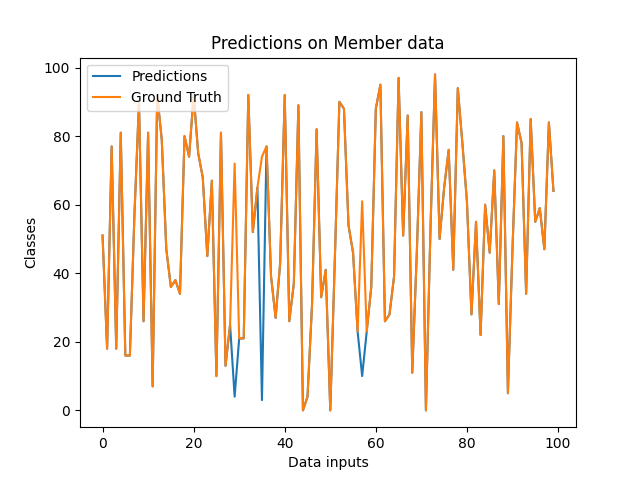 Predictions on Member data
Predictions
Ground Truth
Classes
100
80
60
40
20
0
0 20 40 60 80 100
Data inputs